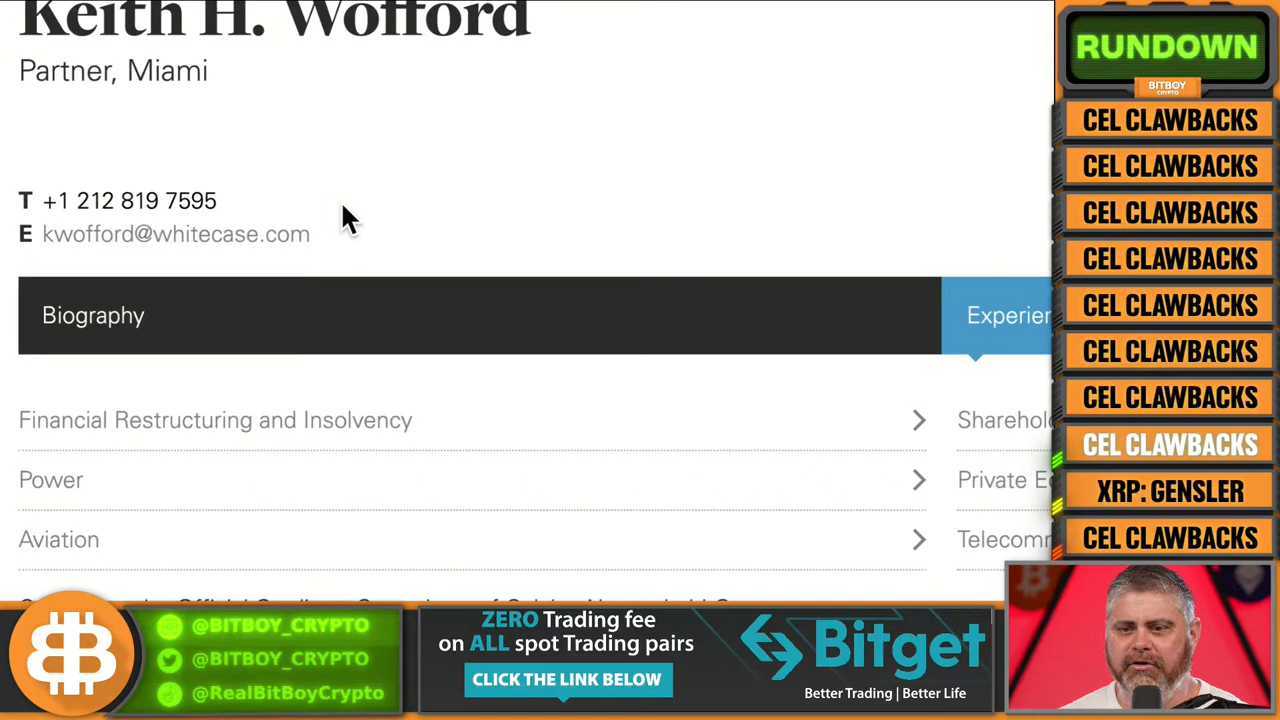 Keith H. Wofford
Partner, Miami
T +1 212 819 7595
E kwofford@whitecase.com
Biography
Experien
Financial Restructuring and Insolvency
Sharehold
Power
Private E
Aviation
Telecomm
RUNDOWN
BITBOY
CRYPTO
CEL CLAWBACKS
CEL CLAWBACKS
CEL CLAWBACKS
CEL CLAWBACKS
CEL CLAWBACKS
CEL CLAWBACKS
CEL CLAWBACKS
CEL CLAWBACKS
XRP: GENSLER
CEL CLAWBACKS
@BITBOY_CRYPTO
@BITBOY_CRYPTO
@RealBitBoyCrypto
ZERO Trading fee
on ALL spot Trading pairs
CLICK THE LINK BELOW
Bitget
Better Trading | Better Life